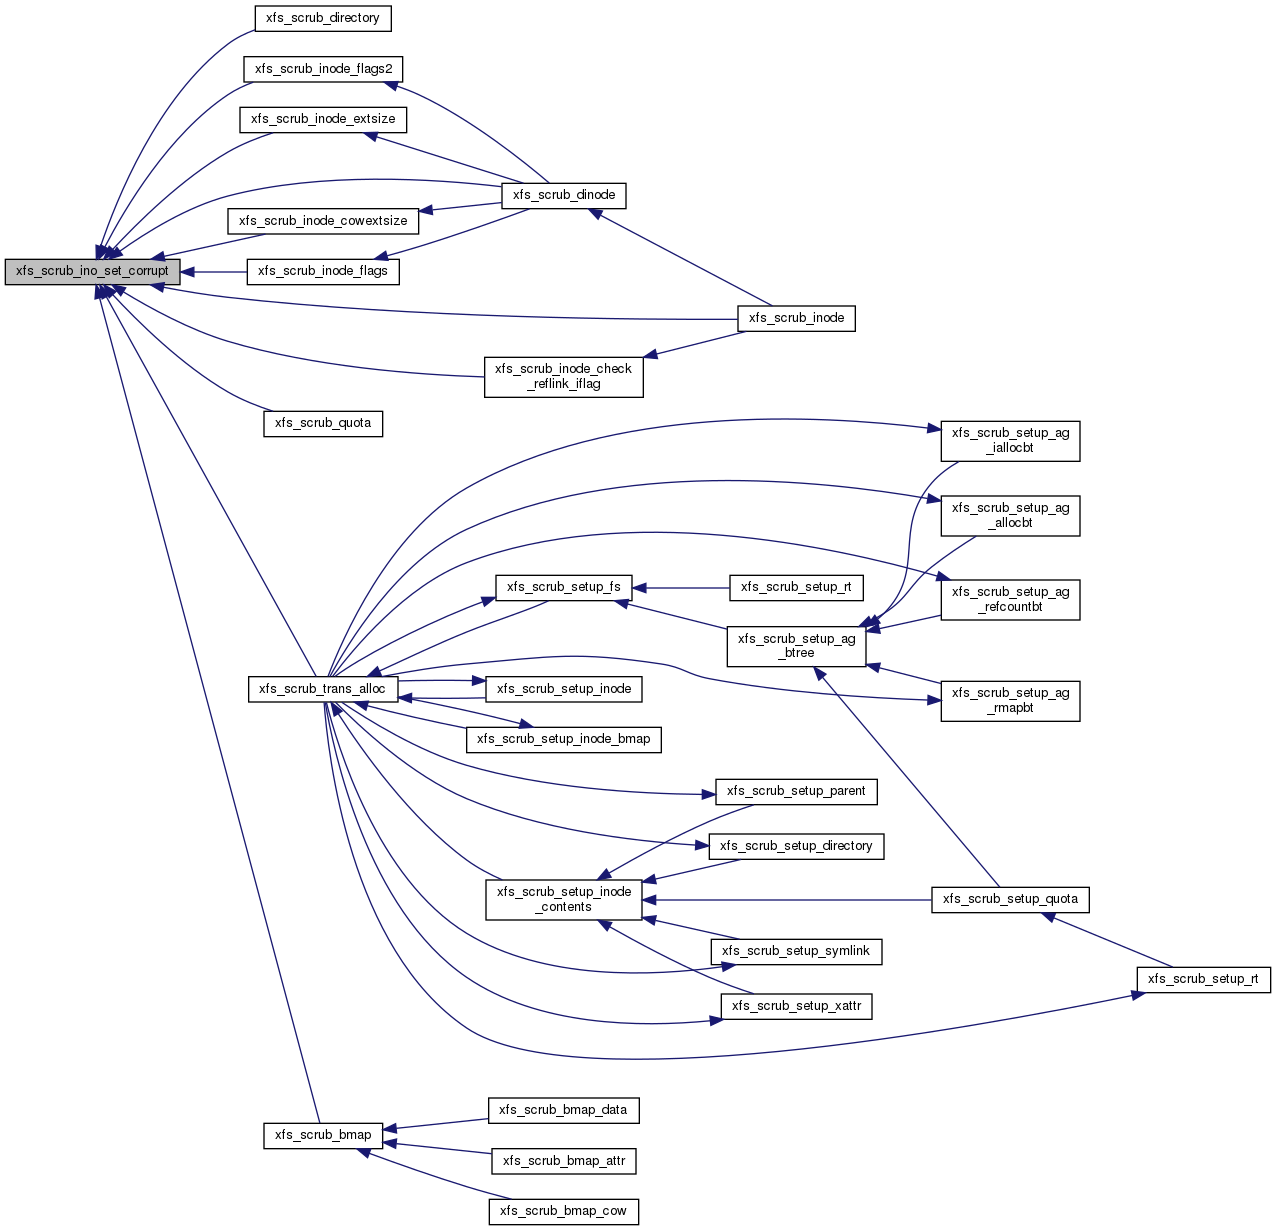 xfs_scrub_directory
xfs_scrub_inode_flags2
xfs_scrub_inode_extsize
xfs_scrub_dinode
xfs_scrub_inode_cowextsize
xfs_scrub_ino_set_corrupt
xfs_scrub_inode_flags
xfs_scrub_inode
xfs_scrub_inode_check
_reflink_iflag
xfs_scrub_quota
xfs_scrub_setup_ag
_iallocbt
xfs_scrub_setup_ag
_allocbt
xfs_scrub_setup_fs
xfs_scrub_setup_rt
xfs_scrub_setup_ag
_refcountbt
xfs_scrub_setup_ag
_btree
xfs_scrub_trans_alloc
xfs_scrub_setup_inode
xfs_scrub_setup_ag
_rmapbt
xfs_scrub_setup_inode_bmap
xfs_scrub_setup_parent
xfs_scrub_setup_directory
xfs_scrub_setup_inode
_contents
xfs_scrub_setup_quota
xfs_scrub_setup_symlink
xfs_scrub_setup_rt
xfs_scrub_setup_xattr
xfs_scrub_bmap_data
xfs_scrub_bmap
xfs_scrub_bmap_attr
xfs_scrub_bmap_cow